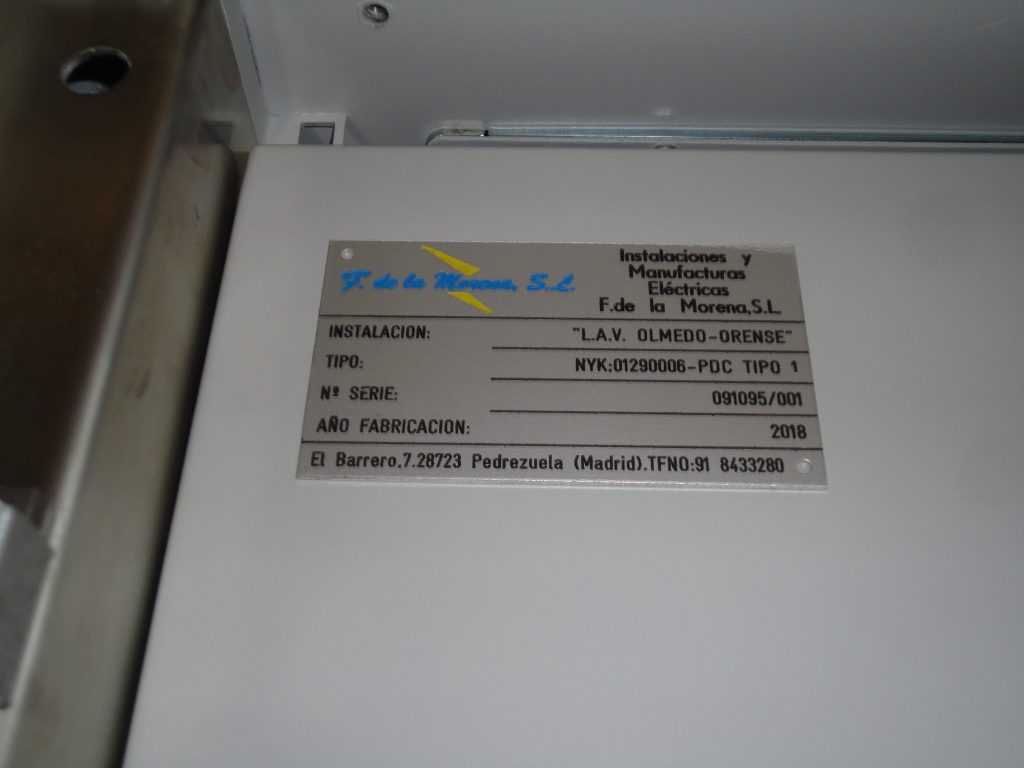 F. de la Morena, S.L.
Instalaciones y
Manufacturas
Eléctricas
F.de la Morena,S.L.
INSTALACION: "L.A.V. OLMEDO-ORENSE"
TIPO: NYK:01290006-PDC TIPO 1
Nº SERIE: 091095/001
AÑO FABRICACION: 2018
El Barrero,7.28723 Pedrezuela (Madrid).TFNO:91 8433280